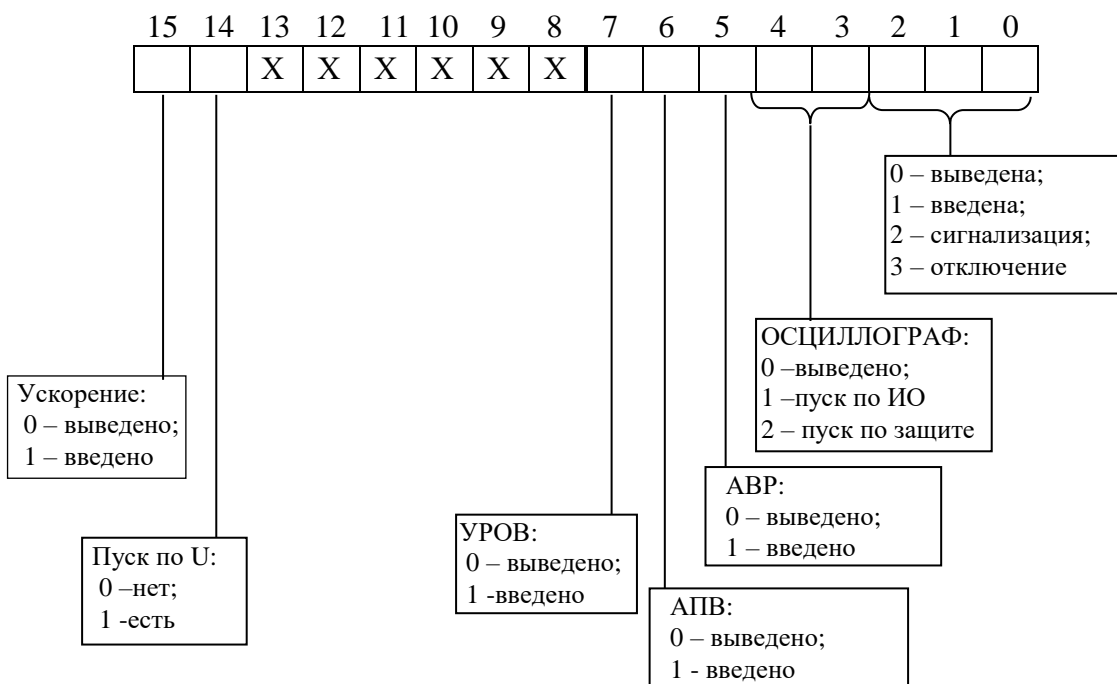 15 14 13 12 11 10 9 8 7 6 5 4 3 2 1 0
X X X X X X
0 – выведена;
1 – введена;
2 – сигнализация;
3 – отключение
ОСЦИЛЛОГРАФ:
0 –выведено;
1 –пуск по ИО
2 – пуск по защите
Ускорение:
0 – выведено;
1 – введено
АВР:
0 – выведено;
1 – введено
УРОВ:
0 – выведено;
1 -введено
Пуск по U:
0 –нет;
1 -есть
АПВ:
0 – выведено;
1 - введено